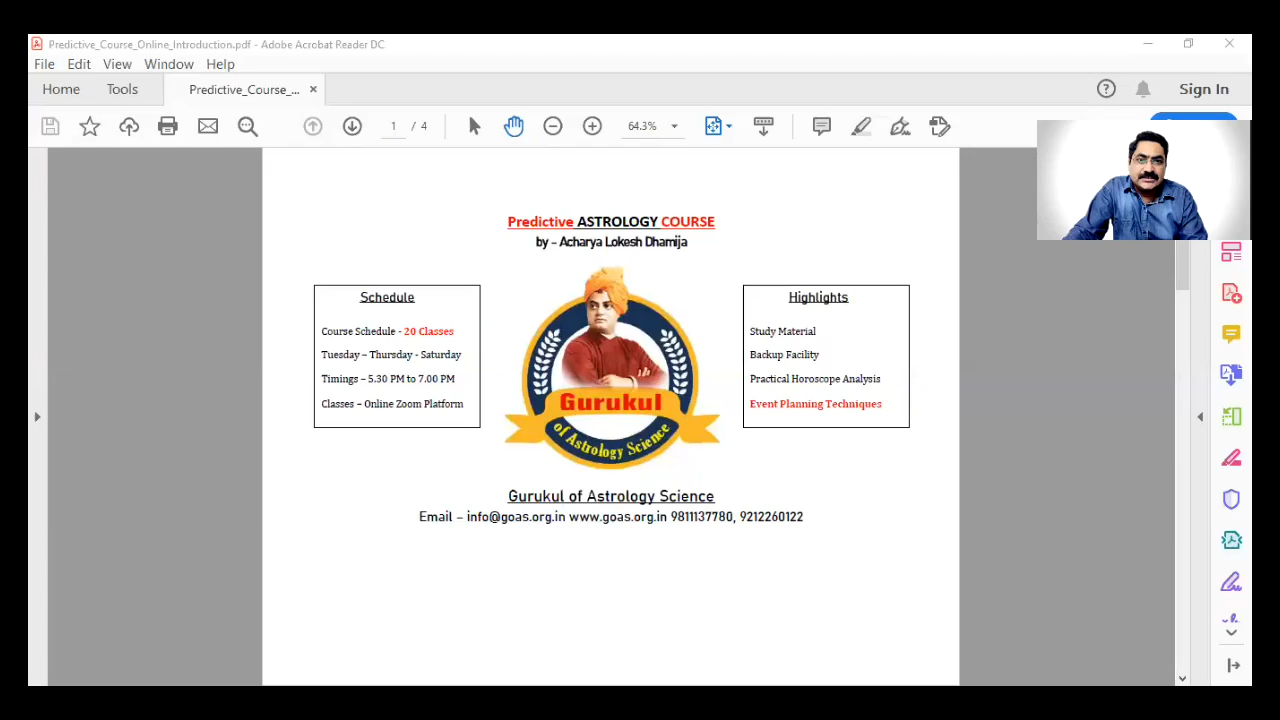 Predictive_Course_Online_Introduction.pdf - Adobe Acrobat Reader DC
File Edit View Window Help
Home Tools Predictive_Course_... × Sign In
1 / 4 64.3%
Predictive ASTROLOGY COURSE
by - Acharya Lokesh Dhamija
Schedule
Course Schedule - 20 Classes
Tuesday – Thursday - Saturday
Timings – 5.30 PM to 7.00 PM
Classes – Online Zoom Platform
Gurukul
of Astrology Science
Highlights
Study Material
Backup Facility
Practical Horoscope Analysis
Event Planning Techniques
Gurukul of Astrology Science
Email – info@goas.org.in www.goas.org.in 9811137780, 9212260122